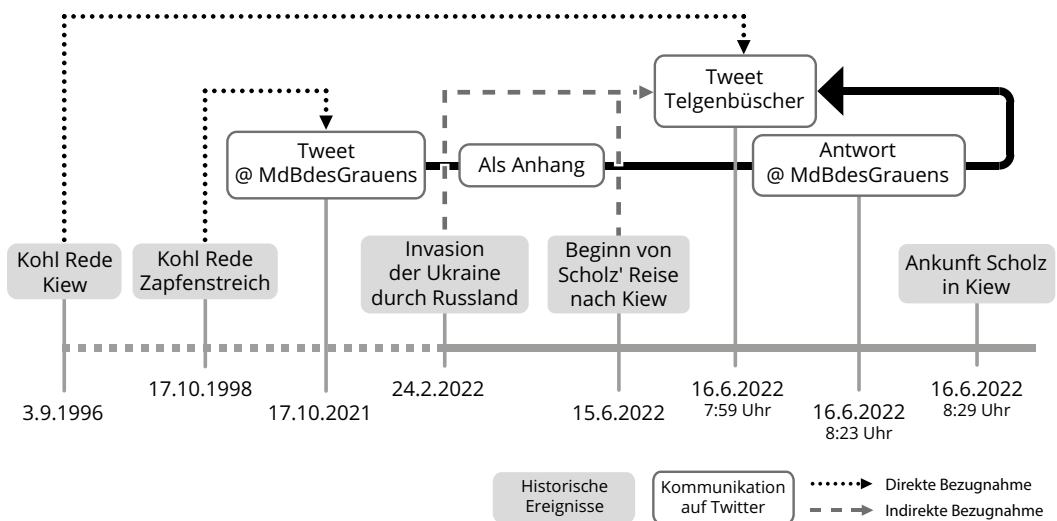 Tweet
Telgenbüscher
Tweet
@ MdBdesGrauens
Als Anhang
Antwort
@ MdBdesGrauens
Kohl Rede
Kiew
Kohl Rede
Zapfenstreich
Invasion
der Ukraine
durch Russland
Beginn von
Scholz' Reise
nach Kiew
Ankunft Scholz
in Kiew
3.9.1996
17.10.1998
17.10.2021
24.2.2022
15.6.2022
16.6.2022
7:59 Uhr
16.6.2022
8:23 Uhr
16.6.2022
8:29 Uhr
Historische
Ereignisse
Kommunikation
auf Twitter
Direkte Bezugnahme
Indirekte Bezugnahme